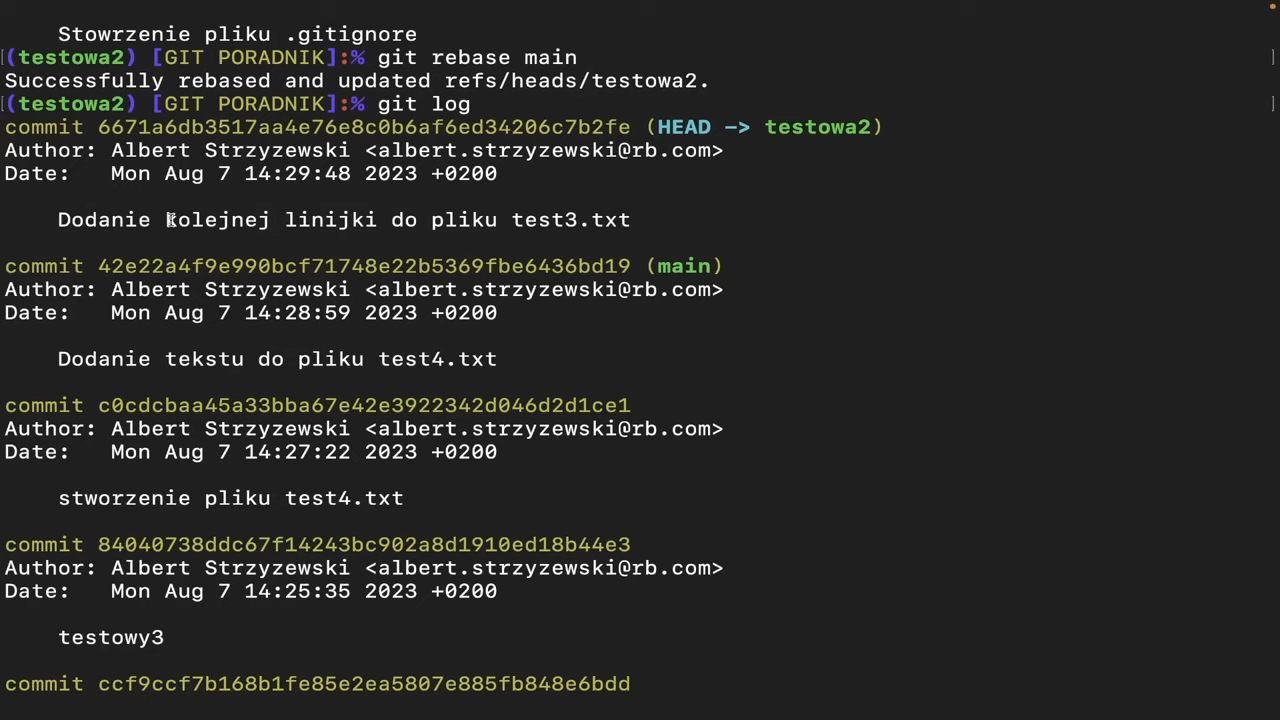 Stowrzenie pliku .gitignore
(testowa2) [GIT PORADNIK]:% git rebase main
Successfully rebased and updated refs/heads/testowa2.
(testowa2) [GIT PORADNIK]:% git log
commit 6671a6db3517aa4e76e8c0b6af6ed34206c7b2fe (HEAD -> testowa2)
Author: Albert Strzyzewski <albert.strzyzewski@rb.com>
Date:   Mon Aug 7 14:29:48 2023 +0200
Dodanie kolejnej linijki do pliku test3.txt
commit 42e22a4f9e990bcf71748e22b5369fbe6436bd19 (main)
Author: Albert Strzyzewski <albert.strzyzewski@rb.com>
Date:   Mon Aug 7 14:28:59 2023 +0200
Dodanie tekstu do pliku test4.txt
commit c0cdcbaa45a33bba67e42e3922342d046d2d1ce1
Author: Albert Strzyzewski <albert.strzyzewski@rb.com>
Date:   Mon Aug 7 14:27:22 2023 +0200
stworzenie pliku test4.txt
commit 84040738ddc67f14243bc902a8d1910ed18b44e3
Author: Albert Strzyzewski <albert.strzyzewski@rb.com>
Date:   Mon Aug 7 14:25:35 2023 +0200
testowy3
commit ccf9ccf7b168b1fe85e2ea5807e885fb848e6bdd